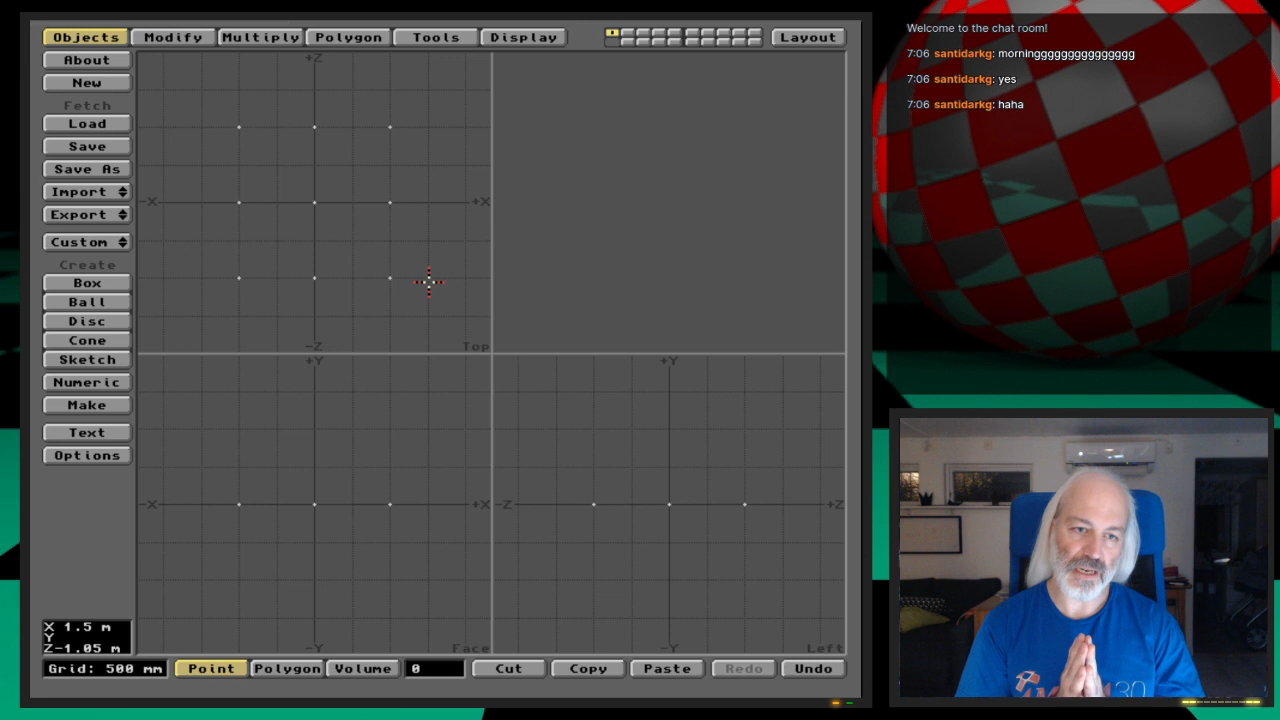 Objects Modify Multiply Polygon Tools Display Layout
About
New
Fetch
Load
Save
Save As
Import
Export
Custom
Create
Box
Ball
Disc
Cone
Sketch
Numeric
Make
Text
Options
+Z
-X +X
-Z Top
+Y +Y
-X +X -Z +Z
-Y Face -Y Left
X 1.5 m
Y
Z-1.05 m
Grid: 500 mm Point Polygon Volume 0 Cut Copy Paste Redo Undo
Welcome to the chat room!
7:06 santidarkg: morninggggggggggggggg
7:06 santidarkg: yes
7:06 santidarkg: haha
30